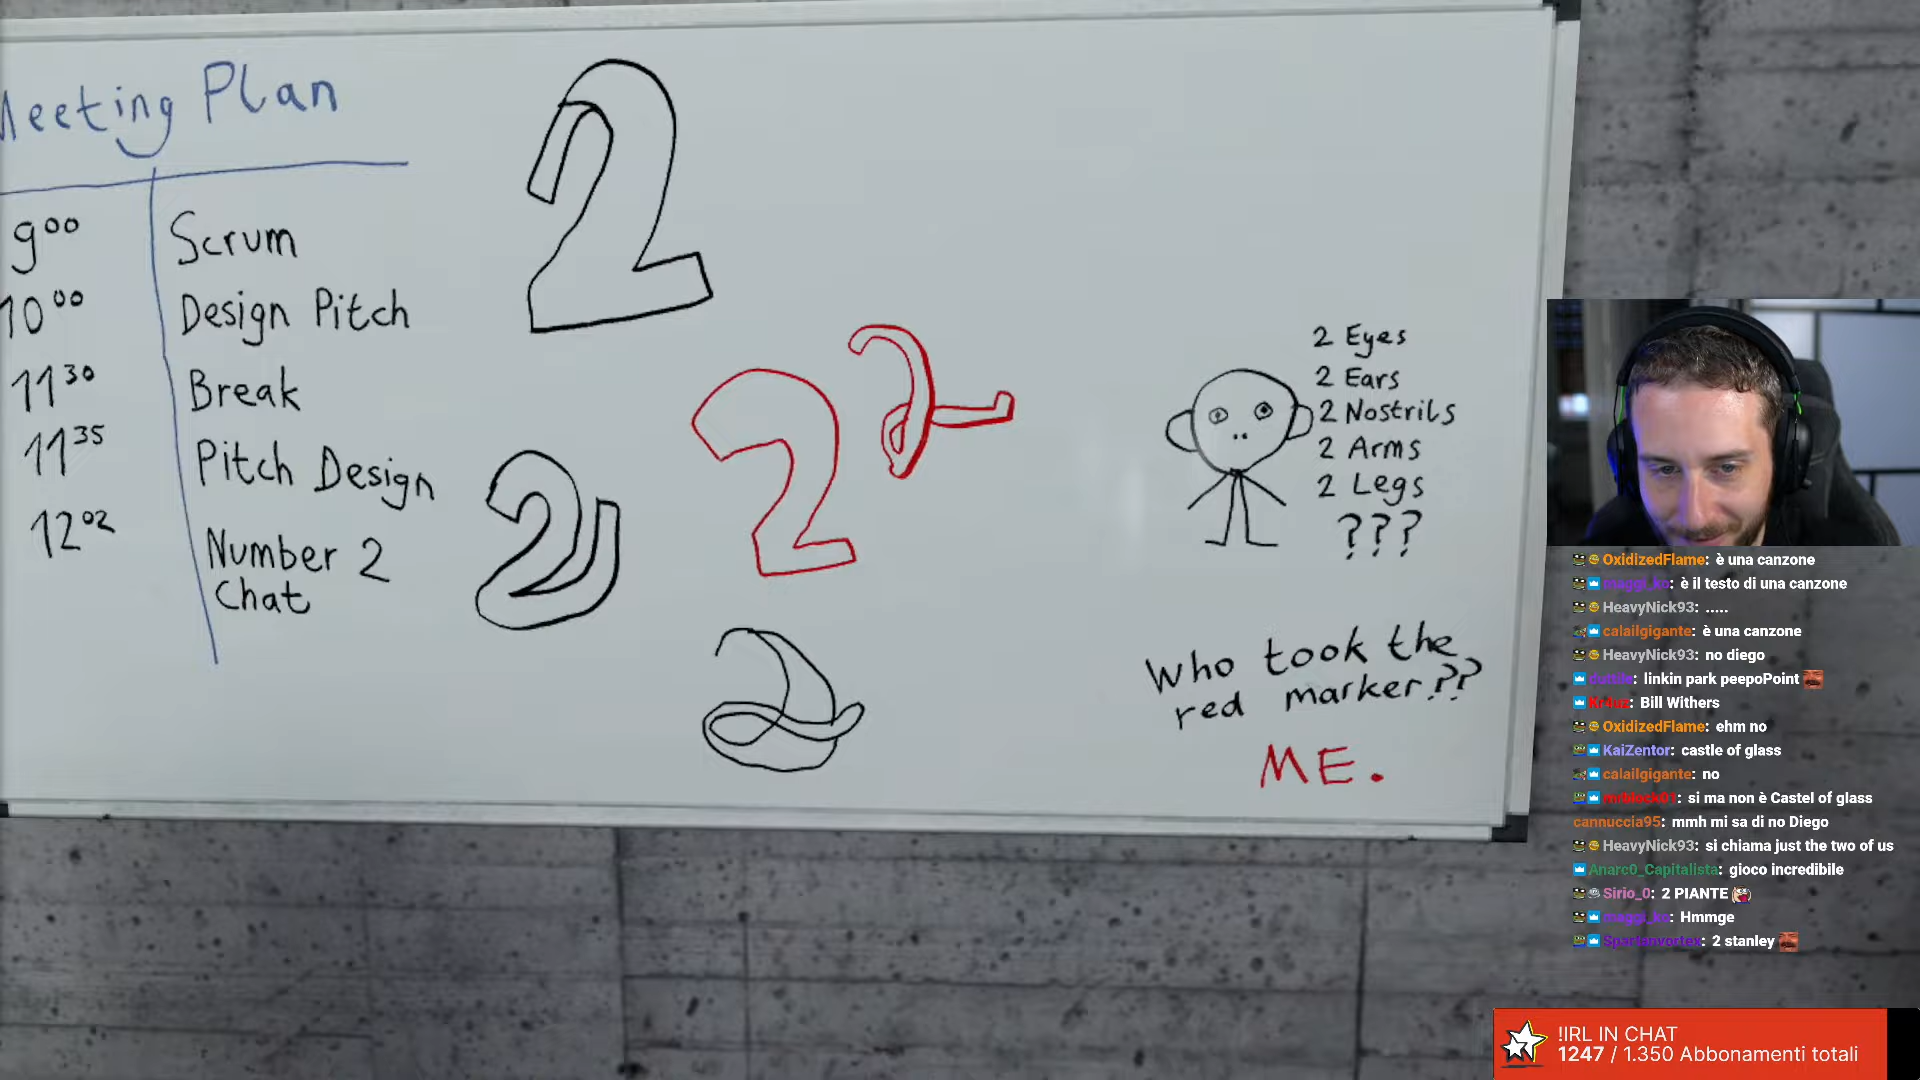 Meeting Plan
9⁰⁰ Scrum
10⁰⁰ Design Pitch
11³⁰ Break
11³⁵ Pitch Design
12⁰² Number 2
Chat
2
2
2
2
2
2 Eyes
2 Ears
2 Nostrils
2 Arms
2 Legs
???
Who took the
red marker??
ME.
OxidizedFlame: è una canzone
maggi_ko: è il testo di una canzone
HeavyNick93: .....
calailgigante: è una canzone
HeavyNick93: no diego
duttile: linkin park peepoPoint
Bill Withers
OxidizedFlame: ehm no
KaiZentor: castle of glass
calailgigante: no
si ma non è Castel of glass
cannuccia95: mmh mi sa di no Diego
HeavyNick93: si chiama just the two of us
Anarc0_Capitalista: gioco incredibile
Sirio_0: 2 PIANTE
maggi_ko: Hmmge
Spartanvortex: 2 stanley
!IRL IN CHAT
1247 / 1.350 Abbonamenti totali